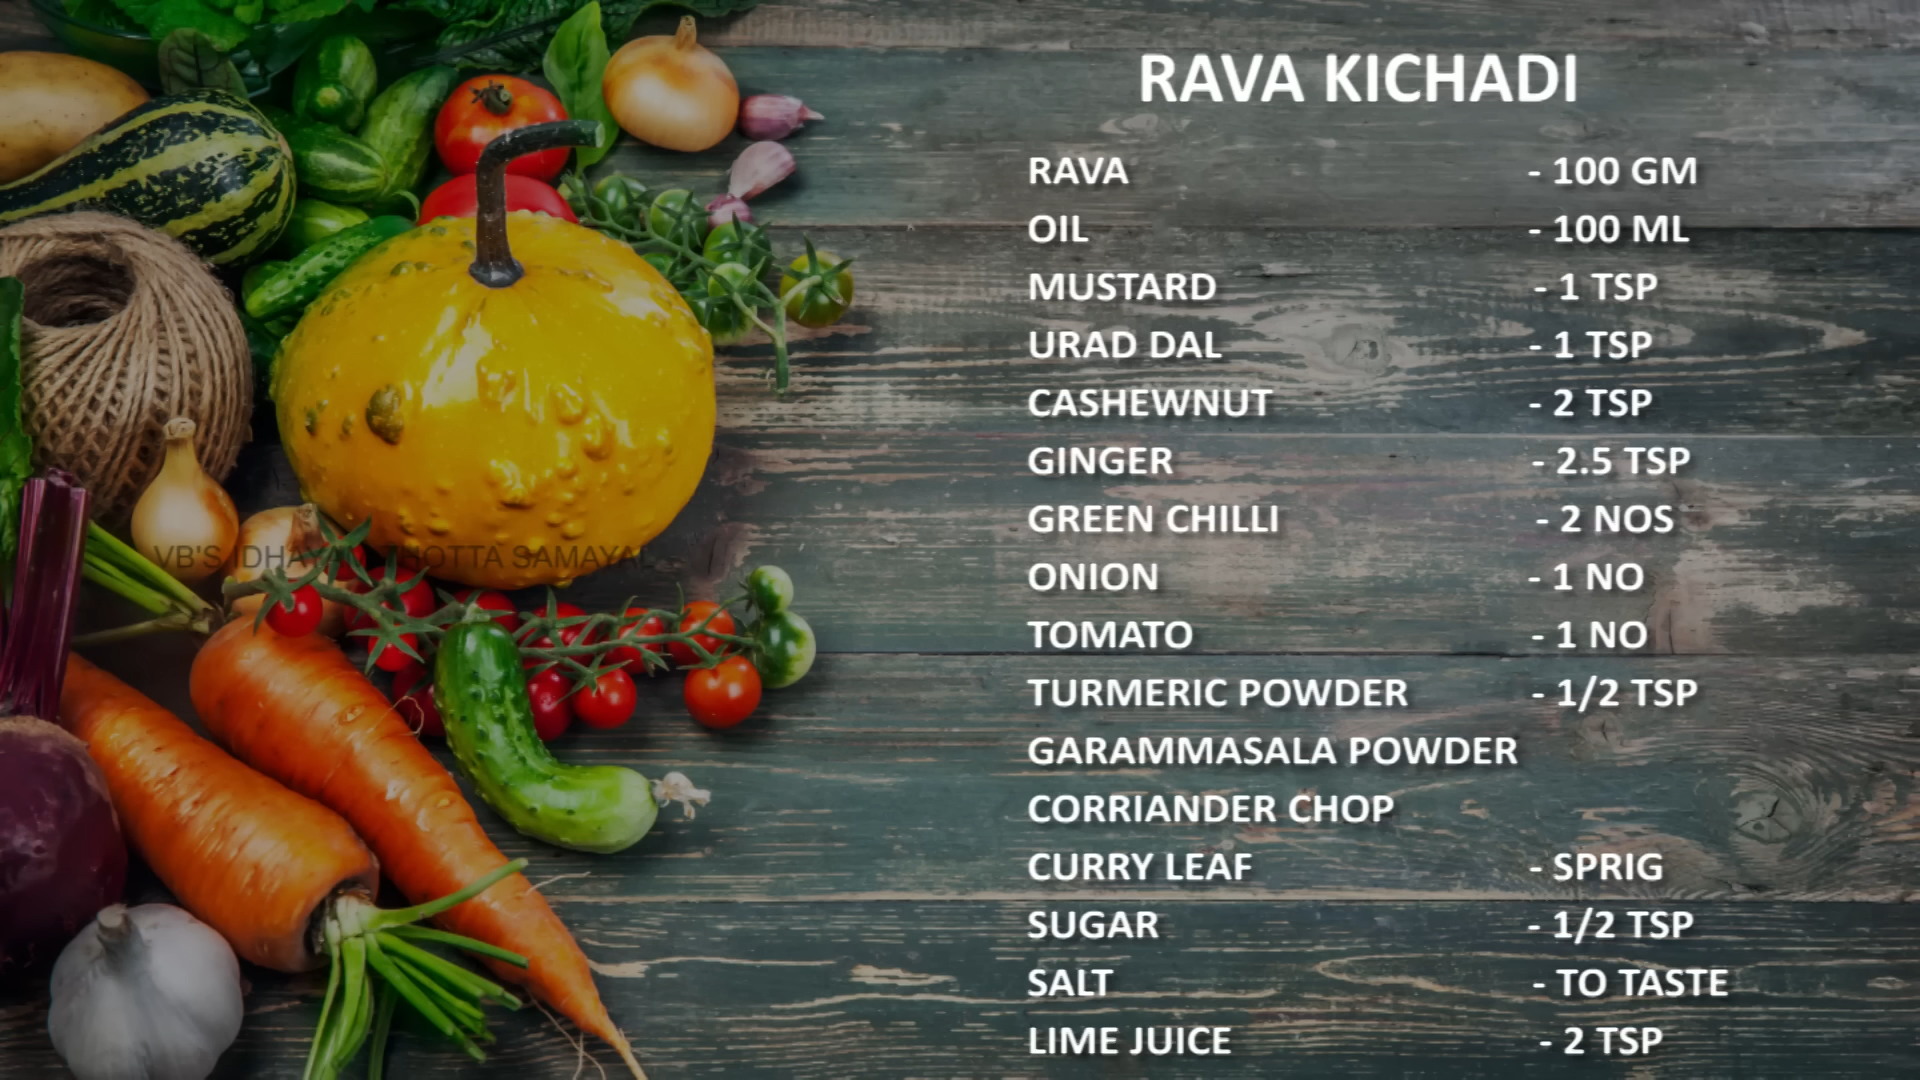 RAVA KICHADI
RAVA - 100 GM
OIL - 100 ML
MUSTARD - 1 TSP
URAD DAL - 1 TSP
CASHEWNUT - 2 TSP
GINGER - 2.5 TSP
GREEN CHILLI - 2 NOS
ONION - 1 NO
TOMATO - 1 NO
TURMERIC POWDER - 1/2 TSP
GARAMMASALA POWDER
CORRIANDER CHOP
CURRY LEAF - SPRIG
SUGAR - 1/2 TSP
SALT - TO TASTE
LIME JUICE - 2 TSP
VB'S SAMAYAL